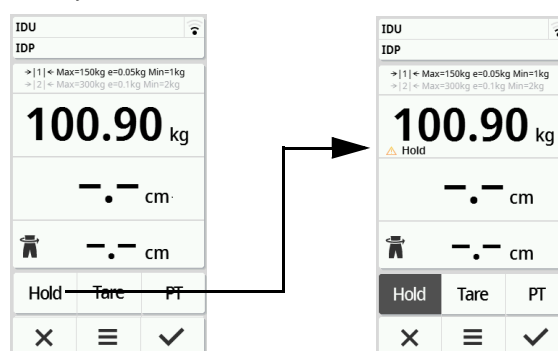 IDU
IDP
→|1|← Max=150kg e=0.05kg Min=1kg
→|2|← Max=300kg e=0.1kg Min=2kg
100.90 kg
–.– cm
–.– cm
Hold Tare PT
IDU
IDP
→|1|← Max=150kg e=0.05kg Min=1kg
→|2|← Max=300kg e=0.1kg Min=2kg
100.90 kg
⚠ Hold
–.– cm
–.– cm
Hold Tare PT